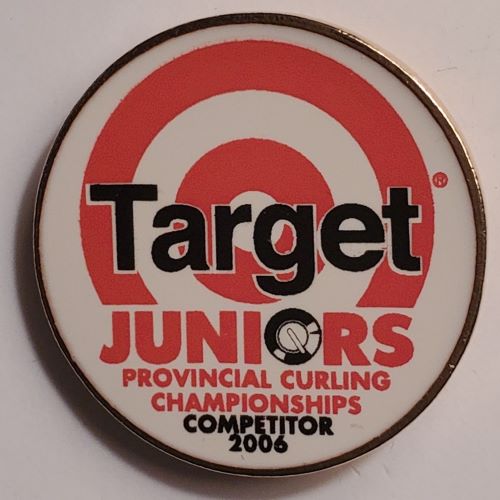 Target®
JUNIORS
PROVINCIAL CURLING
CHAMPIONSHIPS
COMPETITOR
2006